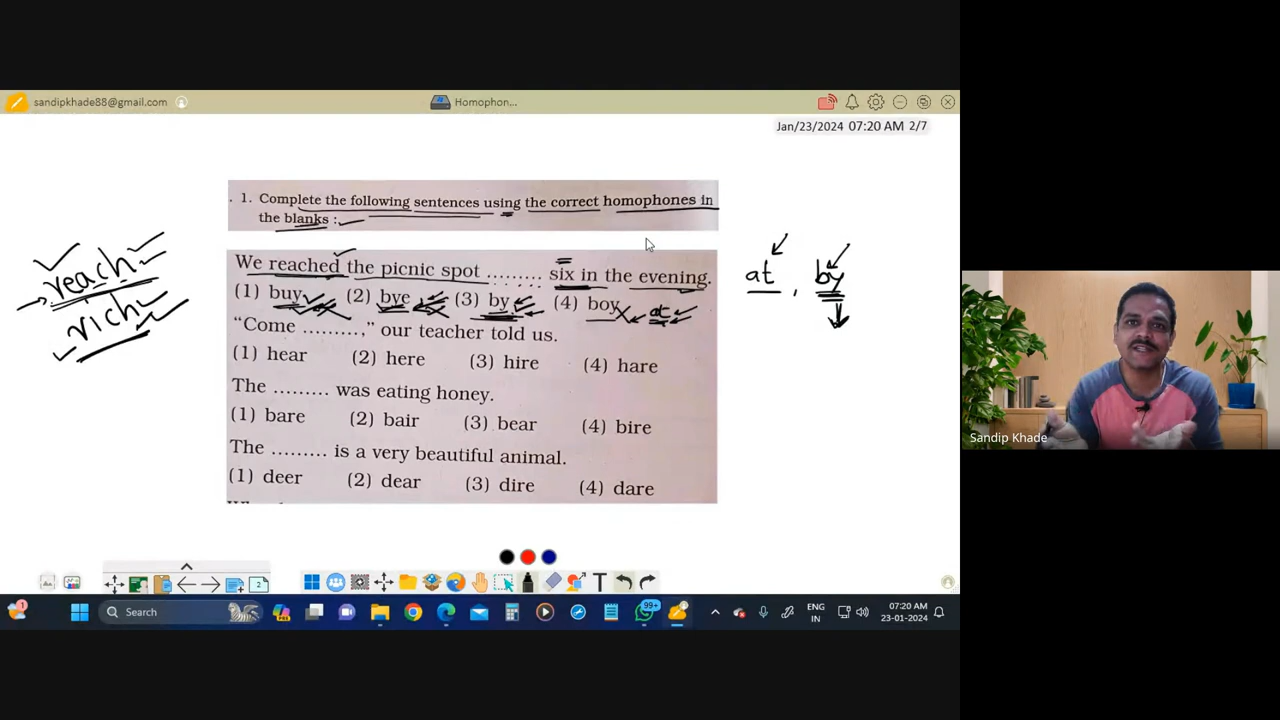 sandipkhade88@gmail.com
Homophon...
Jan/23/2024 07:20 AM 2/7
. 1. Complete the following sentences using the correct homophones in
the blanks :
We reached the picnic spot ......... six in the evening.
(1) buy (2) bye (3) by (4) boy at
"Come .........," our teacher told us.
(1) hear (2) here (3) hire (4) hare
The ......... was eating honey.
(1) bare (2) bair (3) bear (4) bire
The ......... is a very beautiful animal.
(1) deer (2) dear (3) dire (4) dare
reach
rich
at , by
Sandip Khade
2
T
1
Search
PRE
99+
ENG
IN
07:20 AM
23-01-2024